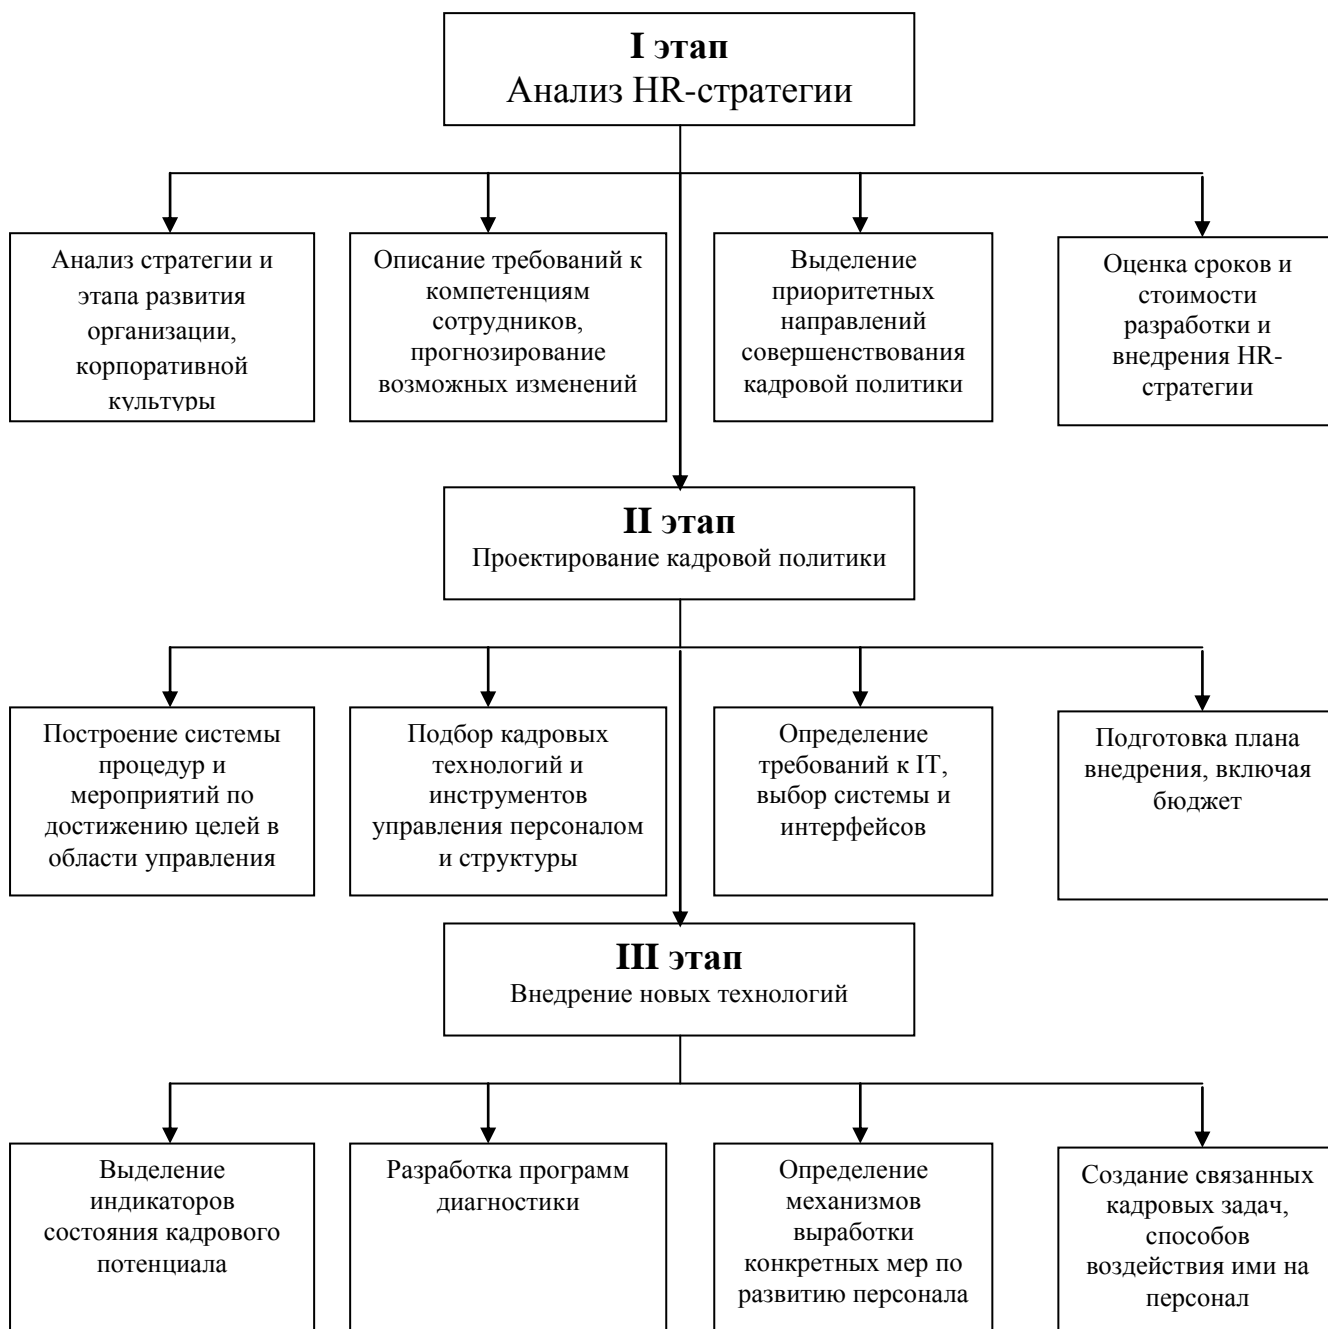 I этап
Анализ HR-стратегии
Анализ стратегии и
этапа развития
организации,
корпоративной
культуры
Описание требований к
компетенциям
сотрудников,
прогнозирование
возможных изменений
Выделение
приоритетных
направлений
совершенствования
кадровой политики
Оценка сроков и
стоимости
разработки и
внедрения HR-
стратегии
II этап
Проектирование кадровой политики
Построение системы
процедур и
мероприятий по
достижению целей в
области управления
Подбор кадровых
технологий и
инструментов
управления персоналом
и структуры
Определение
требований к IT,
выбор системы и
интерфейсов
Подготовка плана
внедрения, включая
бюджет
III этап
Внедрение новых технологий
Выделение
индикаторов
состояния кадрового
потенциала
Разработка программ
диагностики
Определение
механизмов
выработки
конкретных мер по
развитию персонала
Создание связанных
кадровых задач,
способов
воздействия ими на
персонал